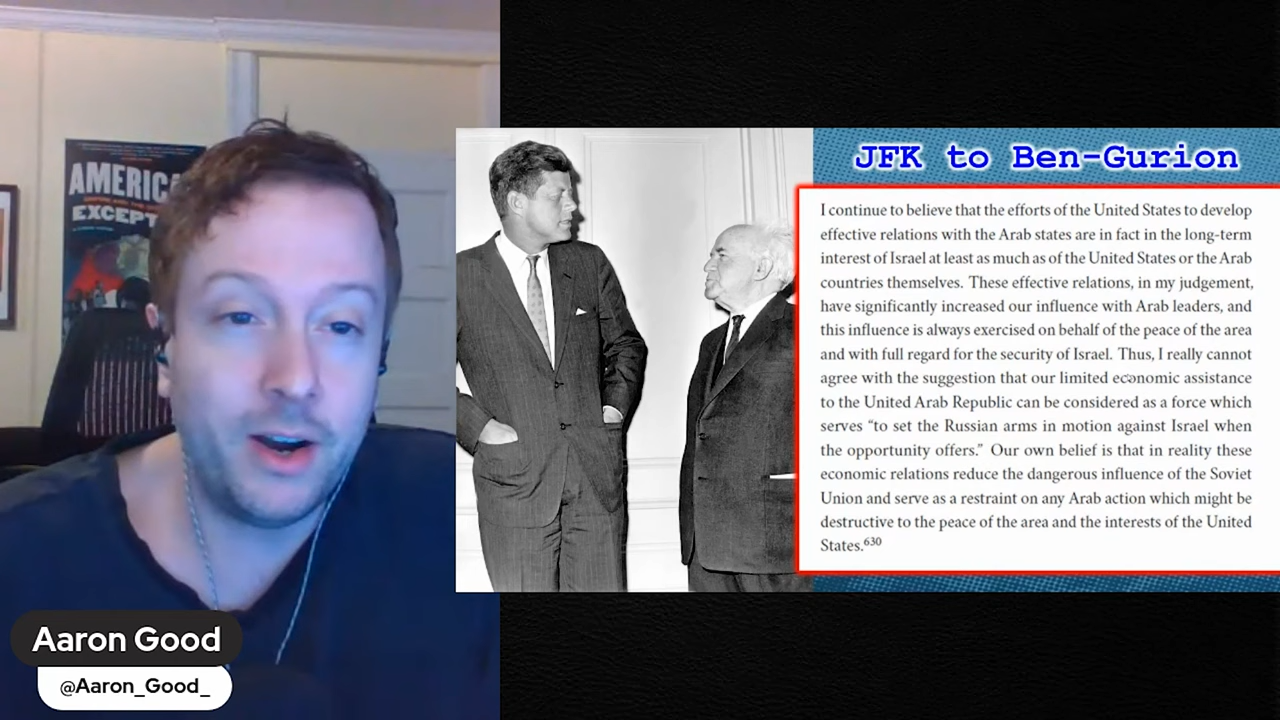 AMERIC
EXCEPT
Aaron Good
@Aaron_Good_
JFK to Ben-Gurion
I continue to believe that the efforts of the United States to develop
effective relations with the Arab states are in fact in the long-term
interest of Israel at least as much as of the United States or the Arab
countries themselves. These effective relations, in my judgement,
have significantly increased our influence with Arab leaders, and
this influence is always exercised on behalf of the peace of the area
and with full regard for the security of Israel. Thus, I really cannot
agree with the suggestion that our limited economic assistance
to the United Arab Republic can be considered as a force which
serves “to set the Russian arms in motion against Israel when
the opportunity offers.” Our own belief is that in reality these
economic relations reduce the dangerous influence of the Soviet
Union and serve as a restraint on any Arab action which might be
destructive to the peace of the area and the interests of the United
States.630